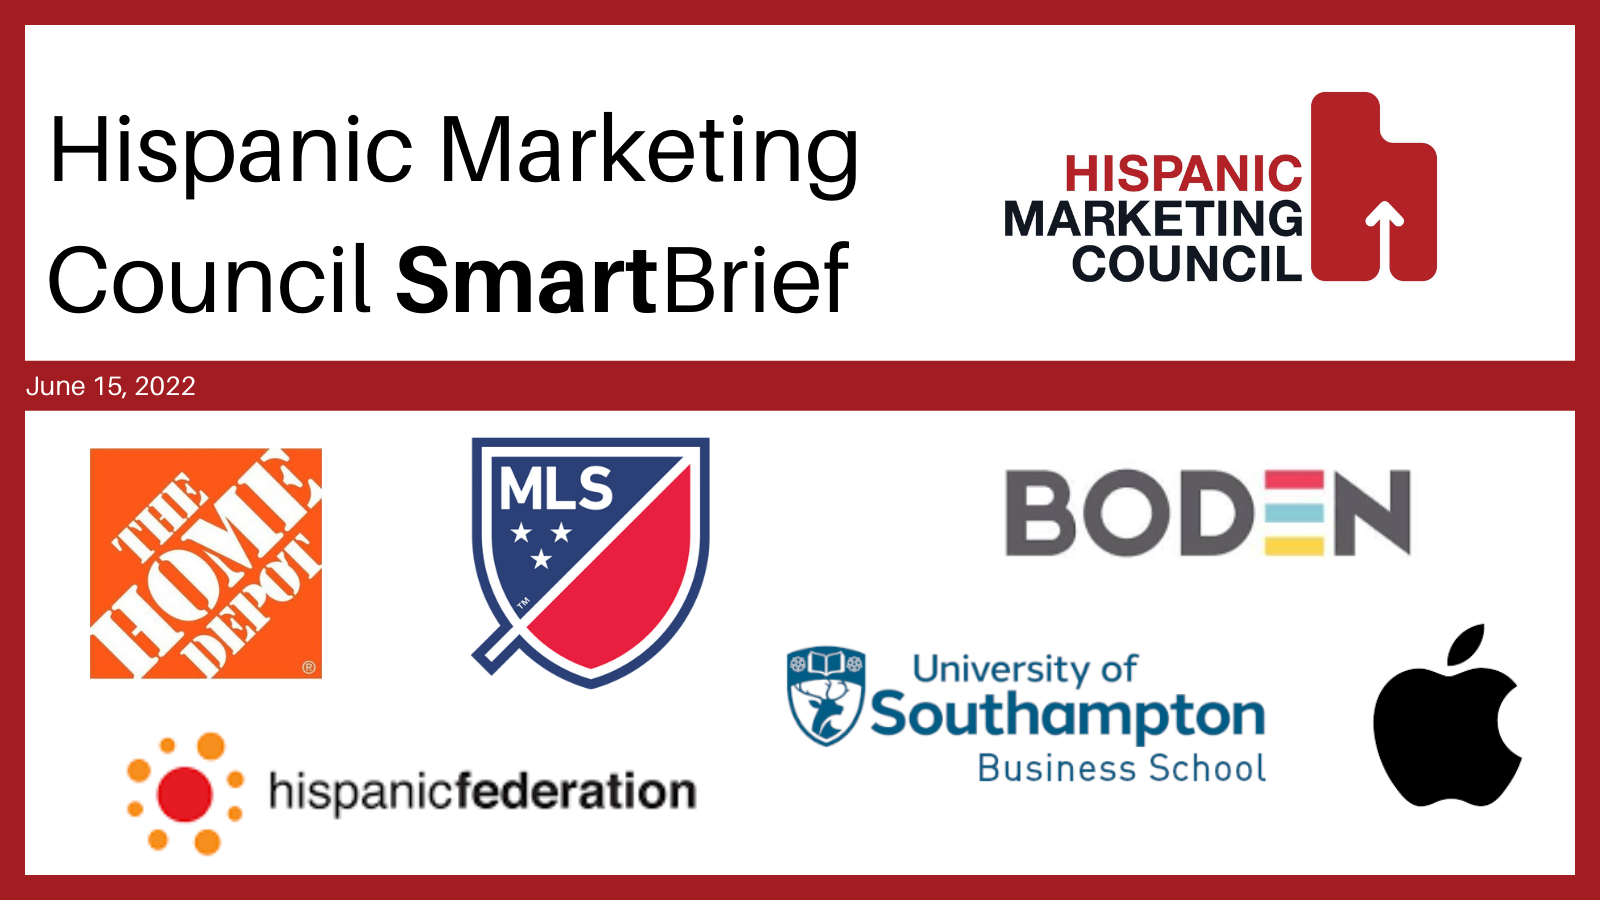 Hispanic Marketing
Council SmartBrief
HISPANIC
MARKETING
COUNCIL
June 15, 2022
THE
HOME
DEPOT
®
MLS
TM
BODEN
University of
Southampton
Business School
hispanicfederation